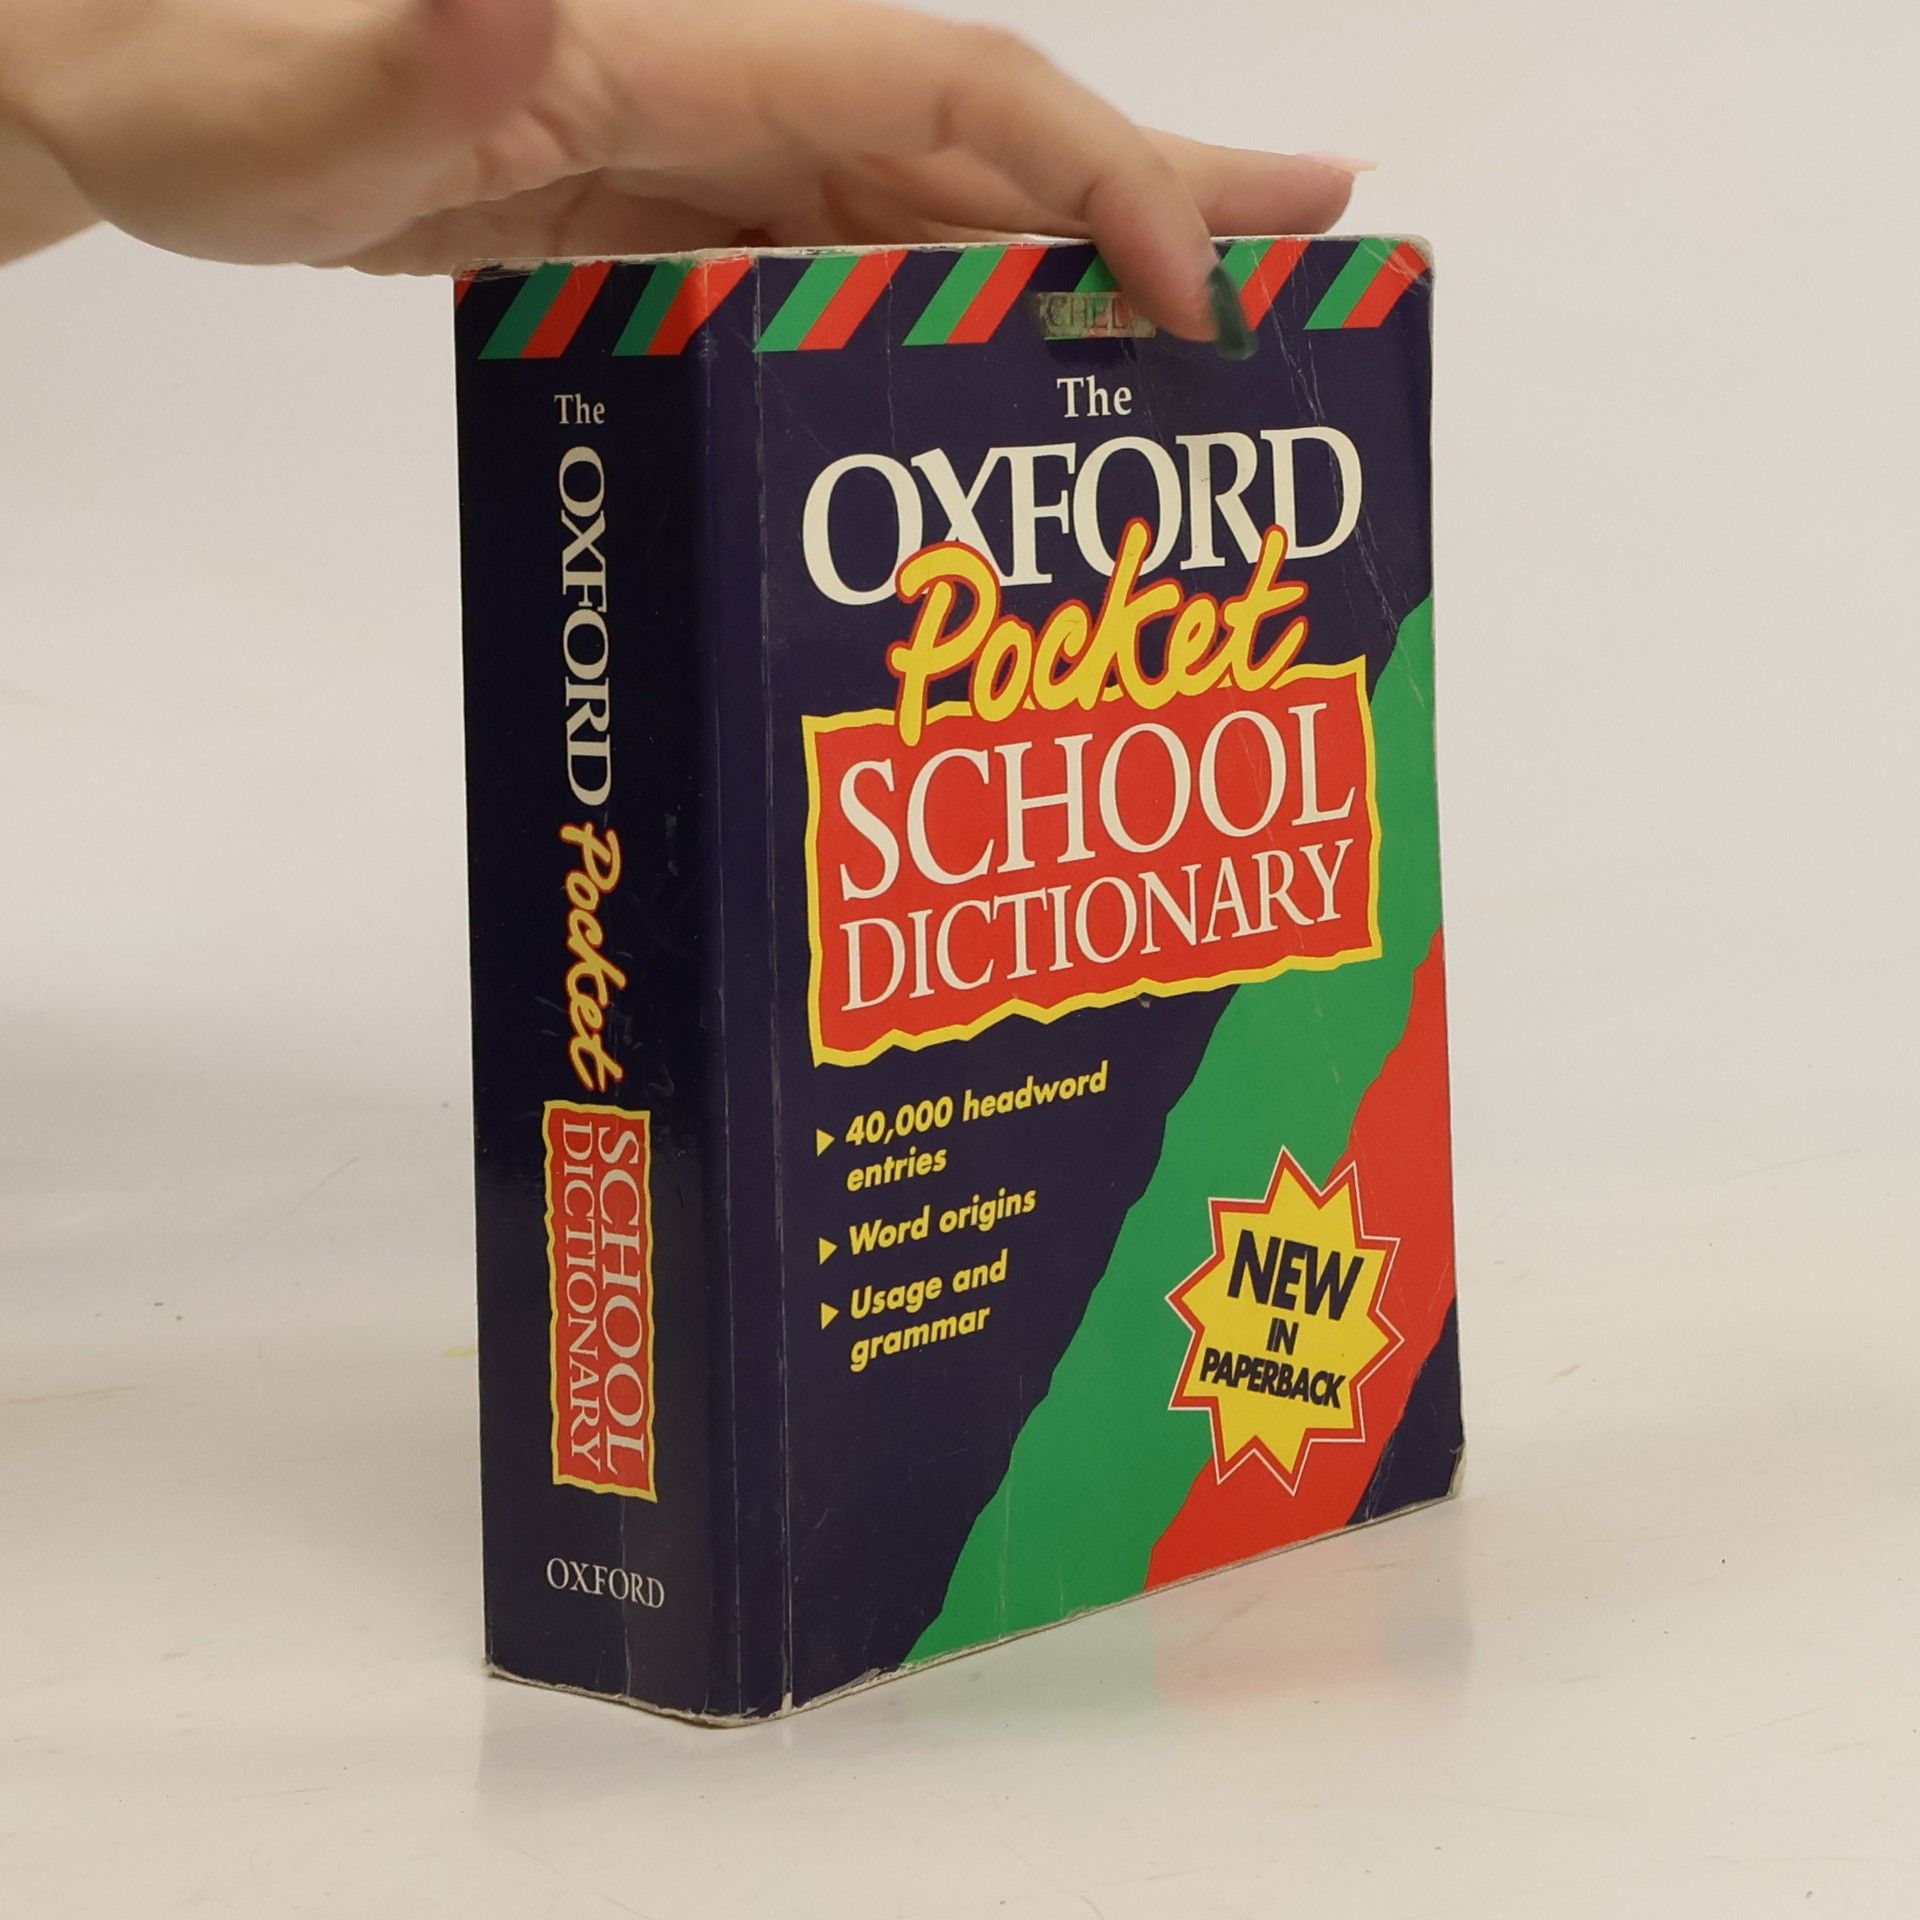 The
OXFORD
Pocket
SCHOOL
DICTIONARY
OXFORD
The
OXFORD
Pocket
SCHOOL
DICTIONARY
40,000 headword
entries
Word origins
Usage and
grammar
NEW
IN
PAPERBACK